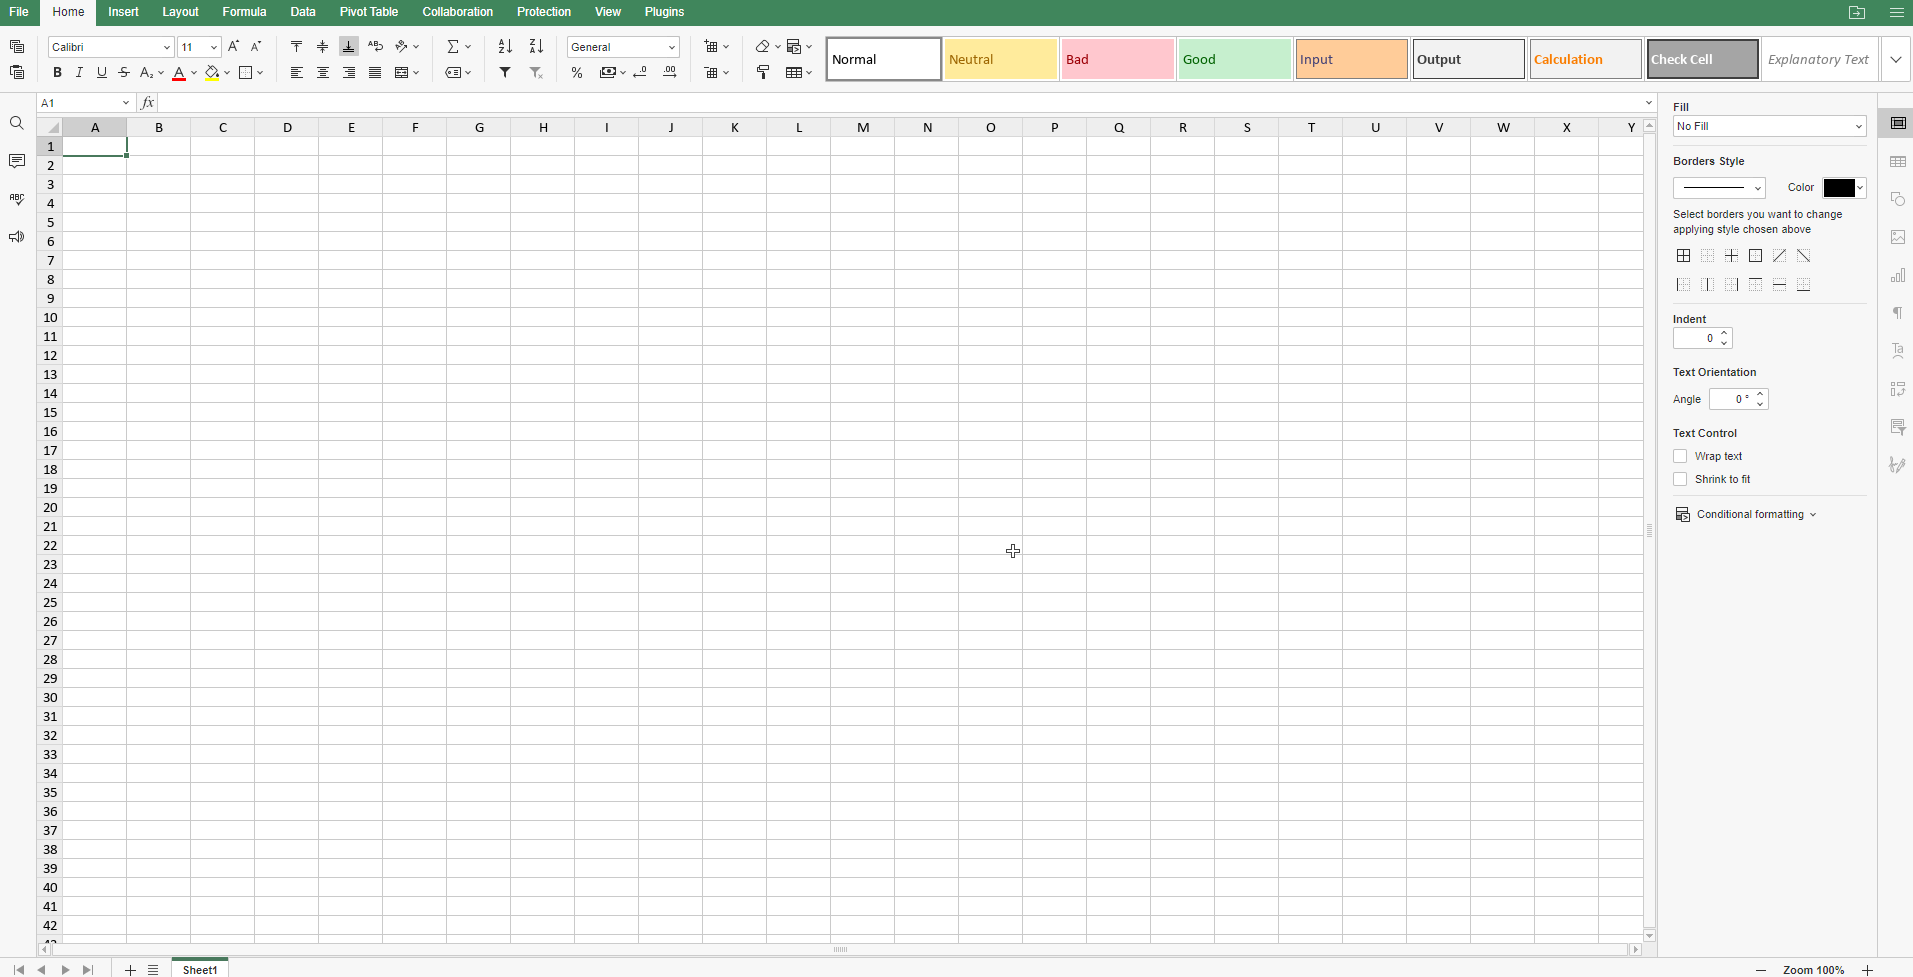 File Home Insert Layout Formula Data Pivot Table Collaboration Protection View Plugins
Calibri 11 General
Normal Neutral Bad Good Input Output Calculation Check Cell Explanatory Text
A1 fx
A B C D E F G H I J K L M N O P Q R S T U V W X Y
1
2
3
4
5
6
7
8
9
10
11
12
13
14
15
16
17
18
19
20
21
22
23
24
25
26
27
28
29
30
31
32
33
34
35
36
37
38
39
40
41
42
Fill
No Fill
Borders Style
Color
Select borders you want to change
applying style chosen above
Indent
0
Text Orientation
Angle 0 °
Text Control
Wrap text
Shrink to fit
Conditional formatting
Sheet1
Zoom 100%